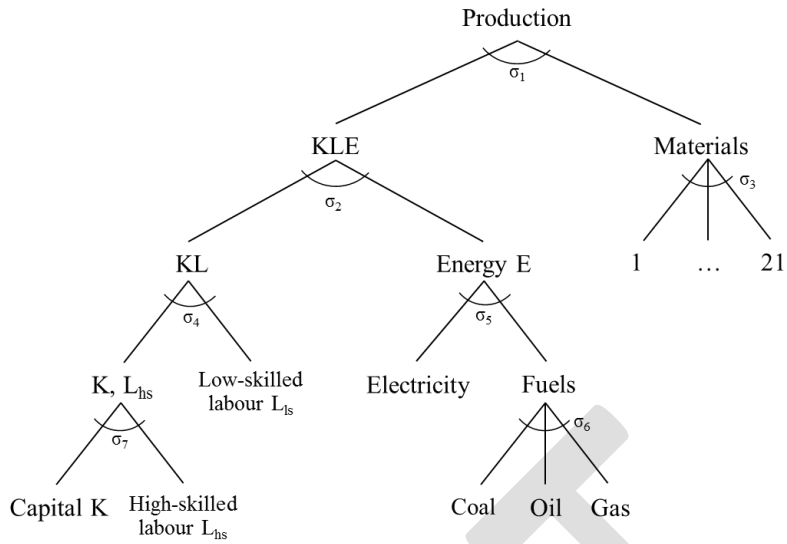 Production
σ₁
KLE
Materials
σ₂
σ₃
KL
Energy E
1
...
21
σ₄
σ₅
K, Lₕₛ
Low-skilled
labour Lₗₛ
Electricity
Fuels
σ₇
σ₆
Capital K
High-skilled
labour Lₕₛ
Coal
Oil
Gas